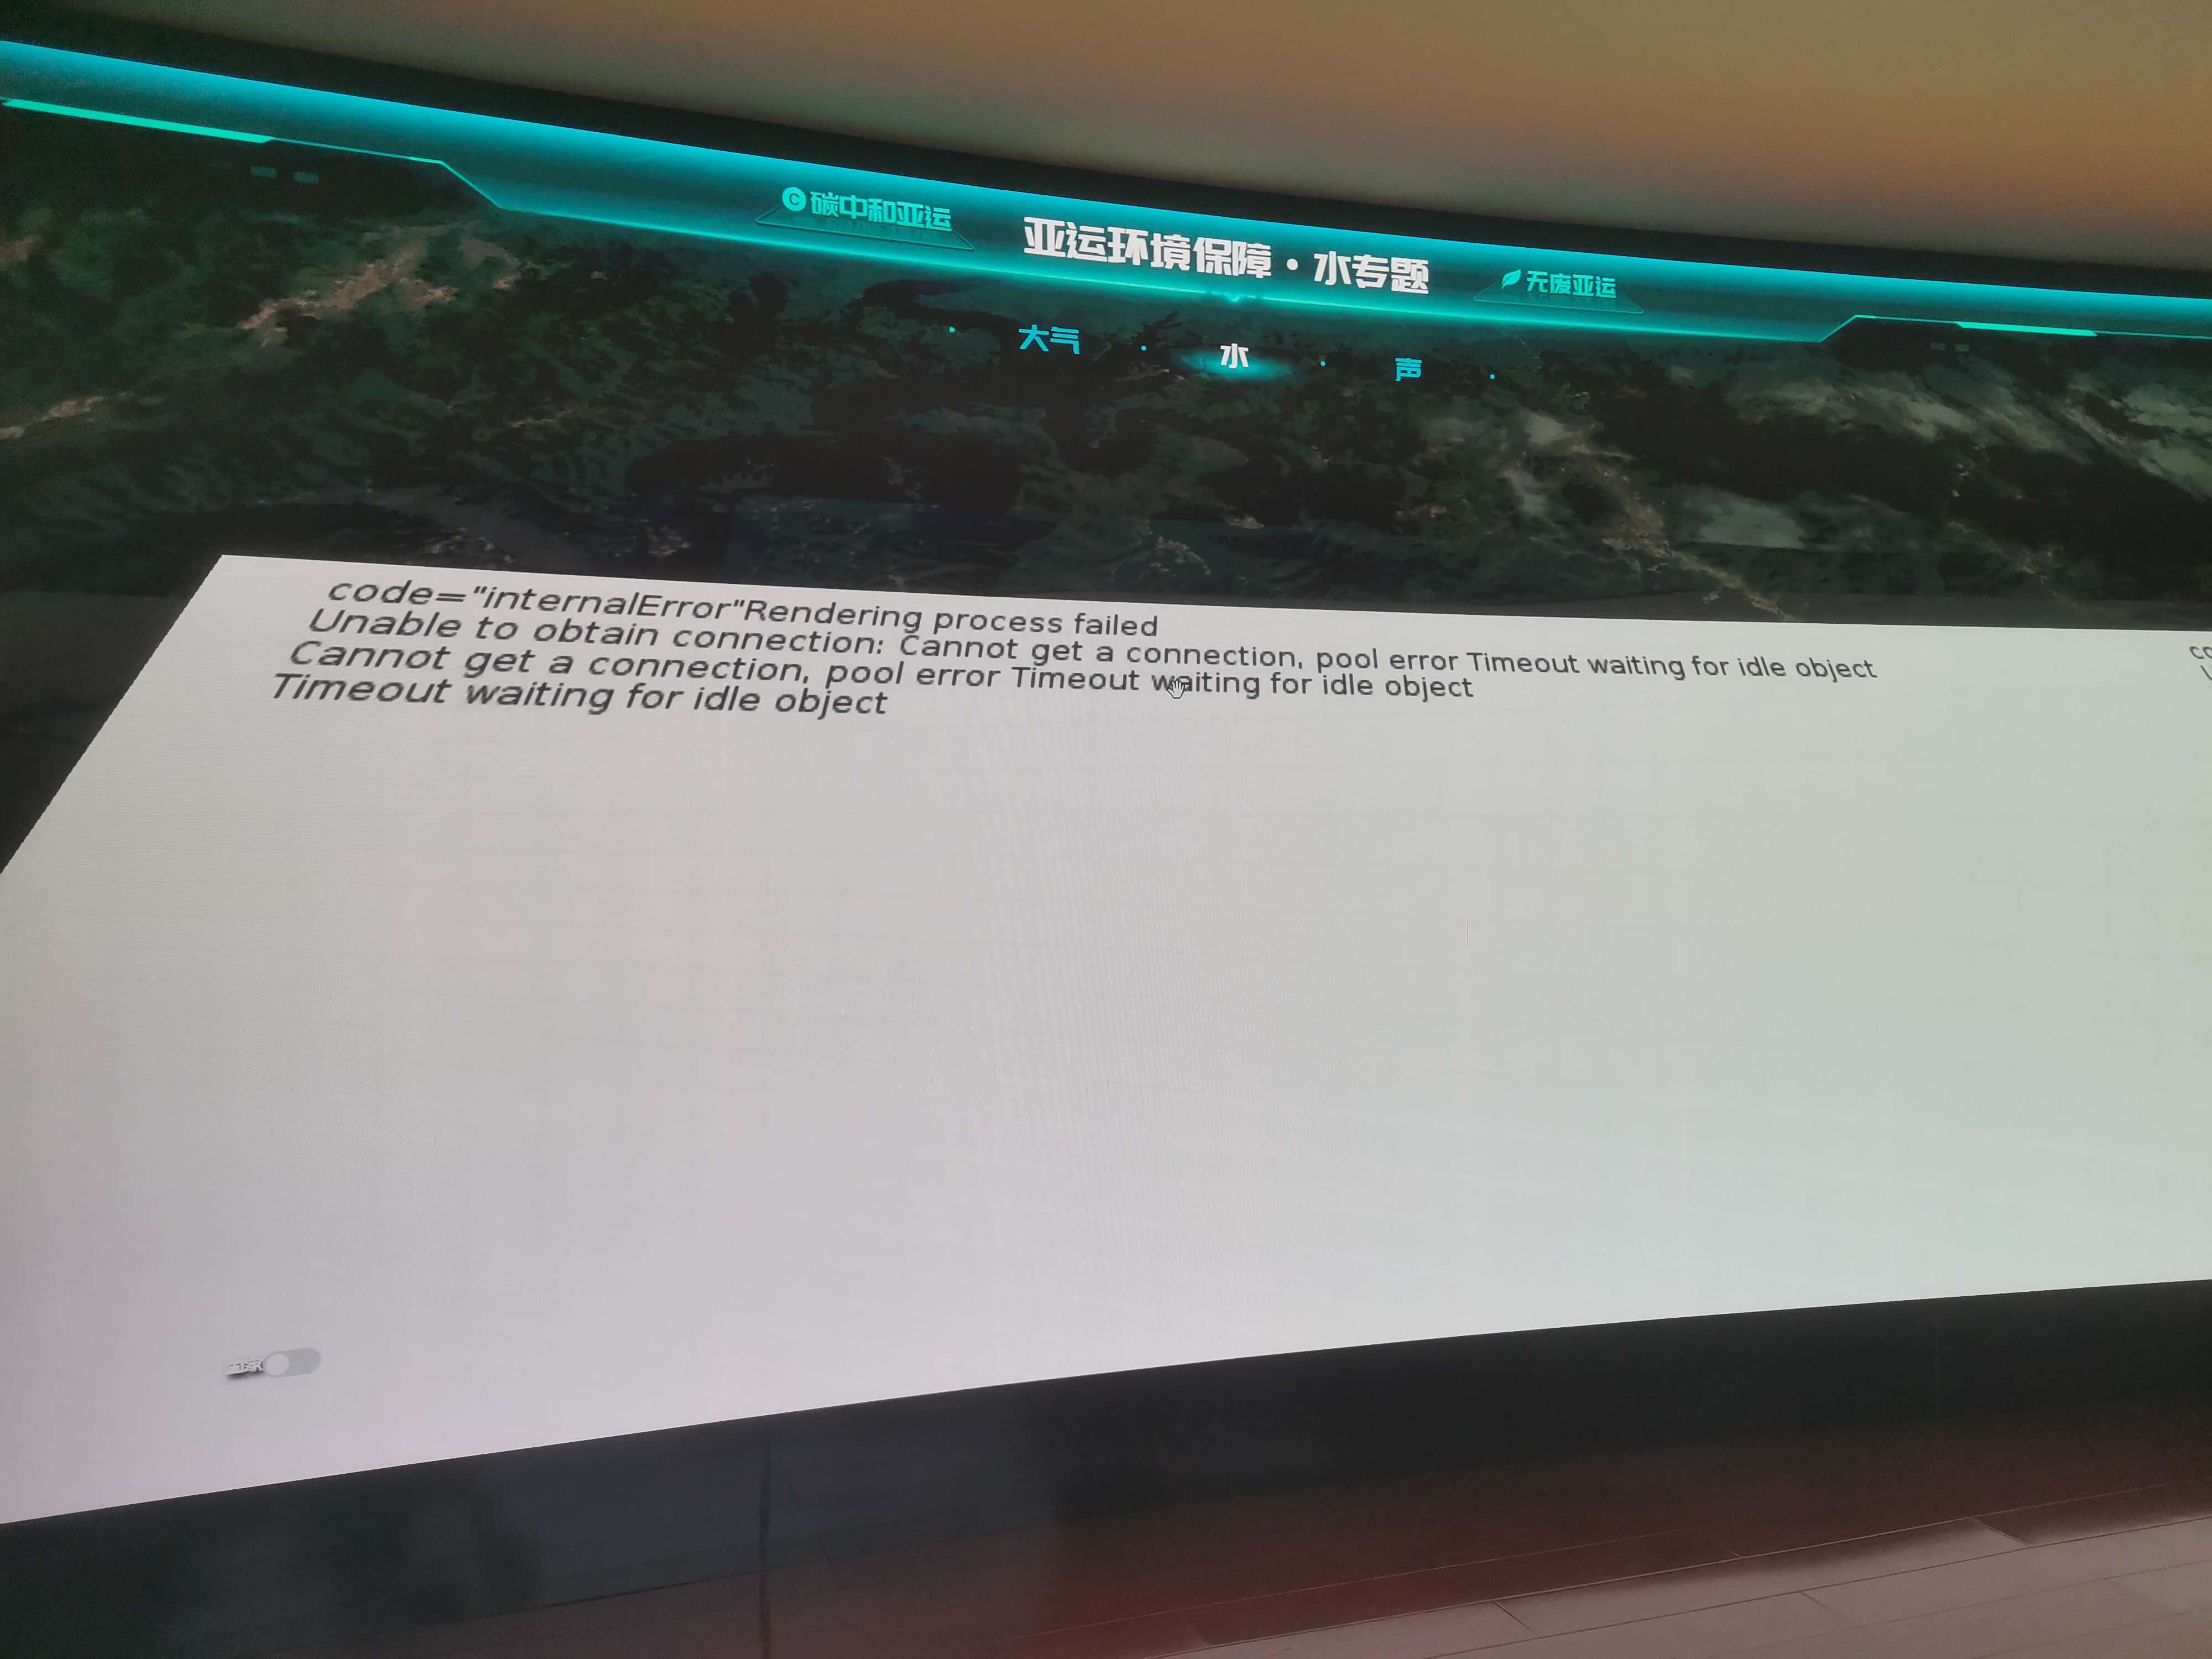 碳中和亚运
亚运环境保障·水专题
无废亚运
大气
水
声
code="internalError"Rendering process failed
Unable to obtain connection: Cannot get a connection, pool error Timeout waiting for idle object
Cannot get a connection, pool error Timeout waiting for idle object
Timeout waiting for idle object